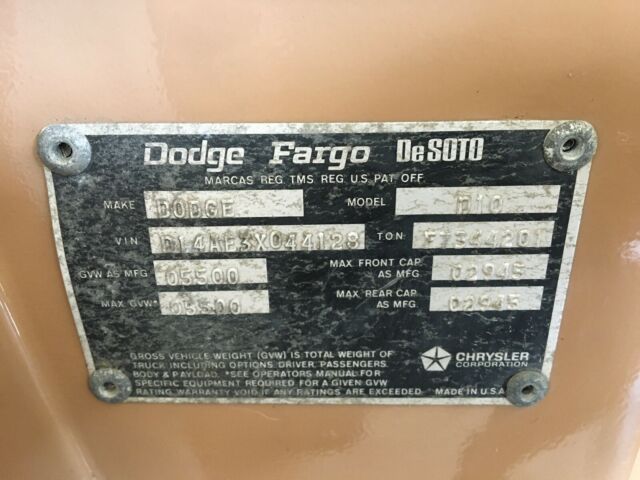 Dodge Fargo DeSOTO
MARCAS REG. TMS. REG. U.S. PAT. OFF.
MAKE DODGE MODEL D10
VIN D14HE3X044128 TON
GVW AS MFG 05500 MAX. FRONT CAP. AS MFG. 02945
MAX. GVW* 05500 MAX. REAR CAP. AS MFG. 02945
GROSS VEHICLE WEIGHT (GVW) IS TOTAL WEIGHT OF
TRUCK INCLUDING OPTIONS, DRIVER, PASSENGERS,
BODY & PAYLOAD. *SEE OPERATORS MANUAL FOR
SPECIFIC EQUIPMENT REQUIRED FOR A GIVEN GVW
RATING. WARRANTY VOID IF ANY RATINGS ARE EXCEEDED.
CHRYSLER
CORPORATION
MADE IN U.S.A.